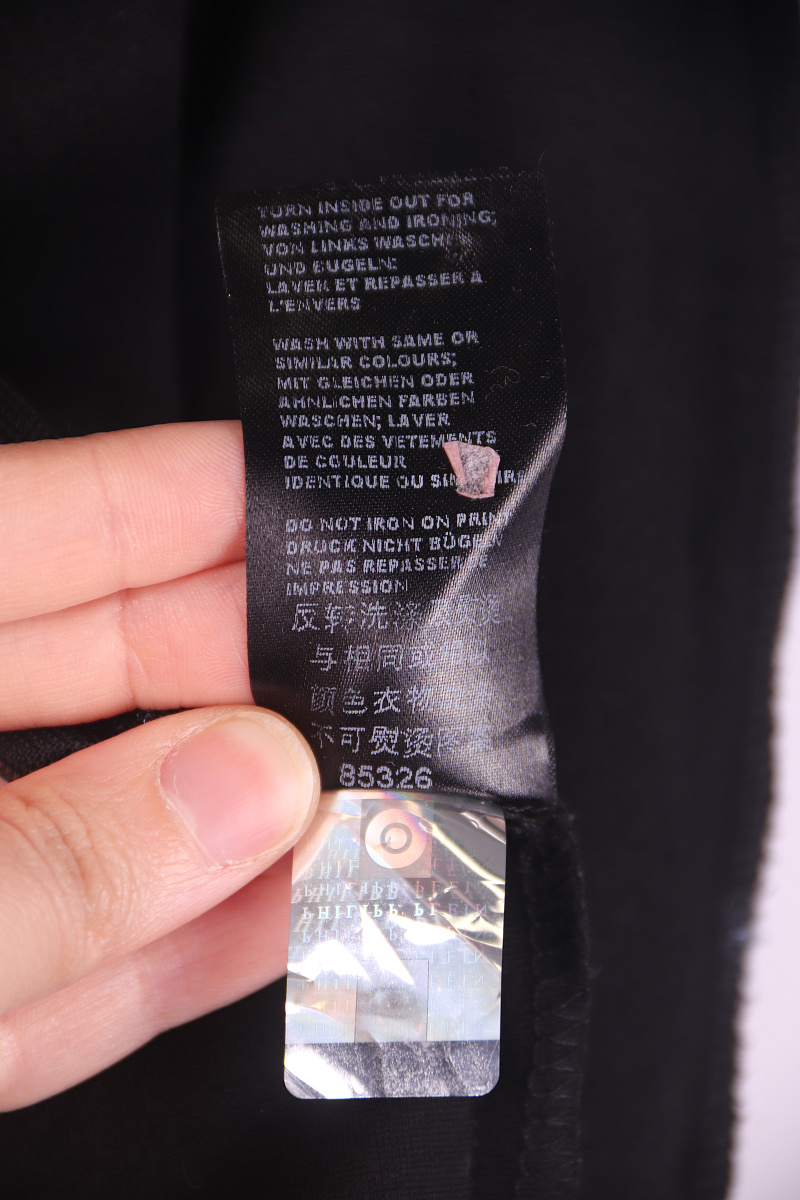 TURN INSIDE OUT FOR
WASHING AND IRONING;
VON LINKS
UND BUGELN;
LAVER ET REPASSER A
L'ENVERS
WASH WITH SAME OR
SIMILAR COLOURS;
MIT GLEICHEN ODER
AHNLICHEN FARBEN
WASCHEN; LAVER
AVEC DES VETEMENTS
DE COULEUR
IDENTIQUE OU
DO NOT IRON ON
DRUCK NICHT
NE PAS REPASSER
IMPRESSION
反转洗涤
与相同或
颜色衣物
不可熨烫
85326
PHILIPP PLEIN